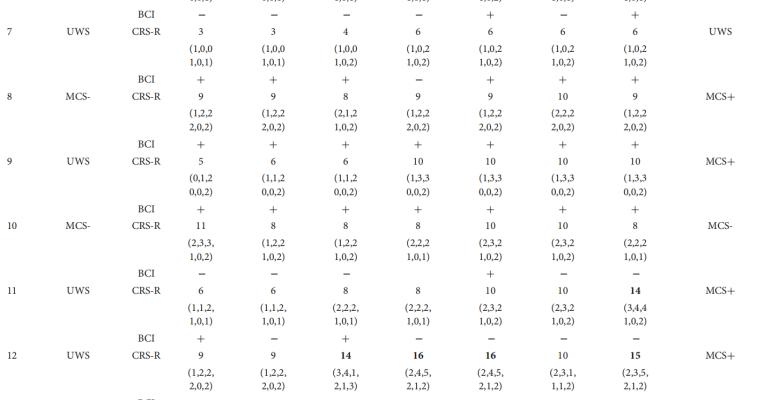 BCI − − − − + − +
7 UWS CRS-R 3 3 4 6 6 6 6 UWS
(1,0,0 (1,0,0 (1,0,0 (1,0,2 (1,0,2 (1,0,2 (1,0,2
1,0,1) 1,0,1) 1,0,2) 1,0,2) 1,0,2) 1,0,2) 1,0,2)
BCI + + + − + + +
8 MCS- CRS-R 9 9 8 9 9 10 9 MCS+
(1,2,2 (1,2,2 (2,1,2 (1,2,2 (1,2,2 (2,2,2 (1,2,2
2,0,2) 2,0,2) 1,0,2) 2,0,2) 2,0,2) 2,0,2) 2,0,2)
BCI + + + + + + +
9 UWS CRS-R 5 6 6 10 10 10 10 MCS+
(0,1,2 (1,1,2 (1,1,2 (1,3,3 (1,3,3 (1,3,3 (1,3,3
0,0,2) 0,0,2) 0,0,2) 0,0,2) 0,0,2) 0,0,2) 0,0,2)
BCI + + + + + + +
10 MCS- CRS-R 11 8 8 8 10 10 8 MCS-
(2,3,3, (1,2,2 (1,2,2 (2,2,2 (2,3,2 (2,3,2 (2,2,2
1,0,2) 1,0,2) 1,0,2) 1,0,1) 1,0,2) 1,0,2) 1,0,1)
BCI − − − + − −
11 UWS CRS-R 6 6 8 8 10 10 14 MCS+
(1,1,2, (1,1,2, (2,2,2, (2,2,2, (2,3,2 (2,3,2 (3,4,4
1,0,1) 1,0,1) 1,0,1) 1,0,1) 1,0,2) 1,0,2) 1,0,2)
BCI + − + − − − −
12 UWS CRS-R 9 9 14 16 16 10 15 MCS+
(1,2,2, (1,2,2, (3,4,1, (2,4,5, (2,4,5, (2,3,1, (2,3,5,
2,0,2) 2,0,2) 2,1,3) 2,1,2) 2,1,2) 1,1,2) 2,1,2)